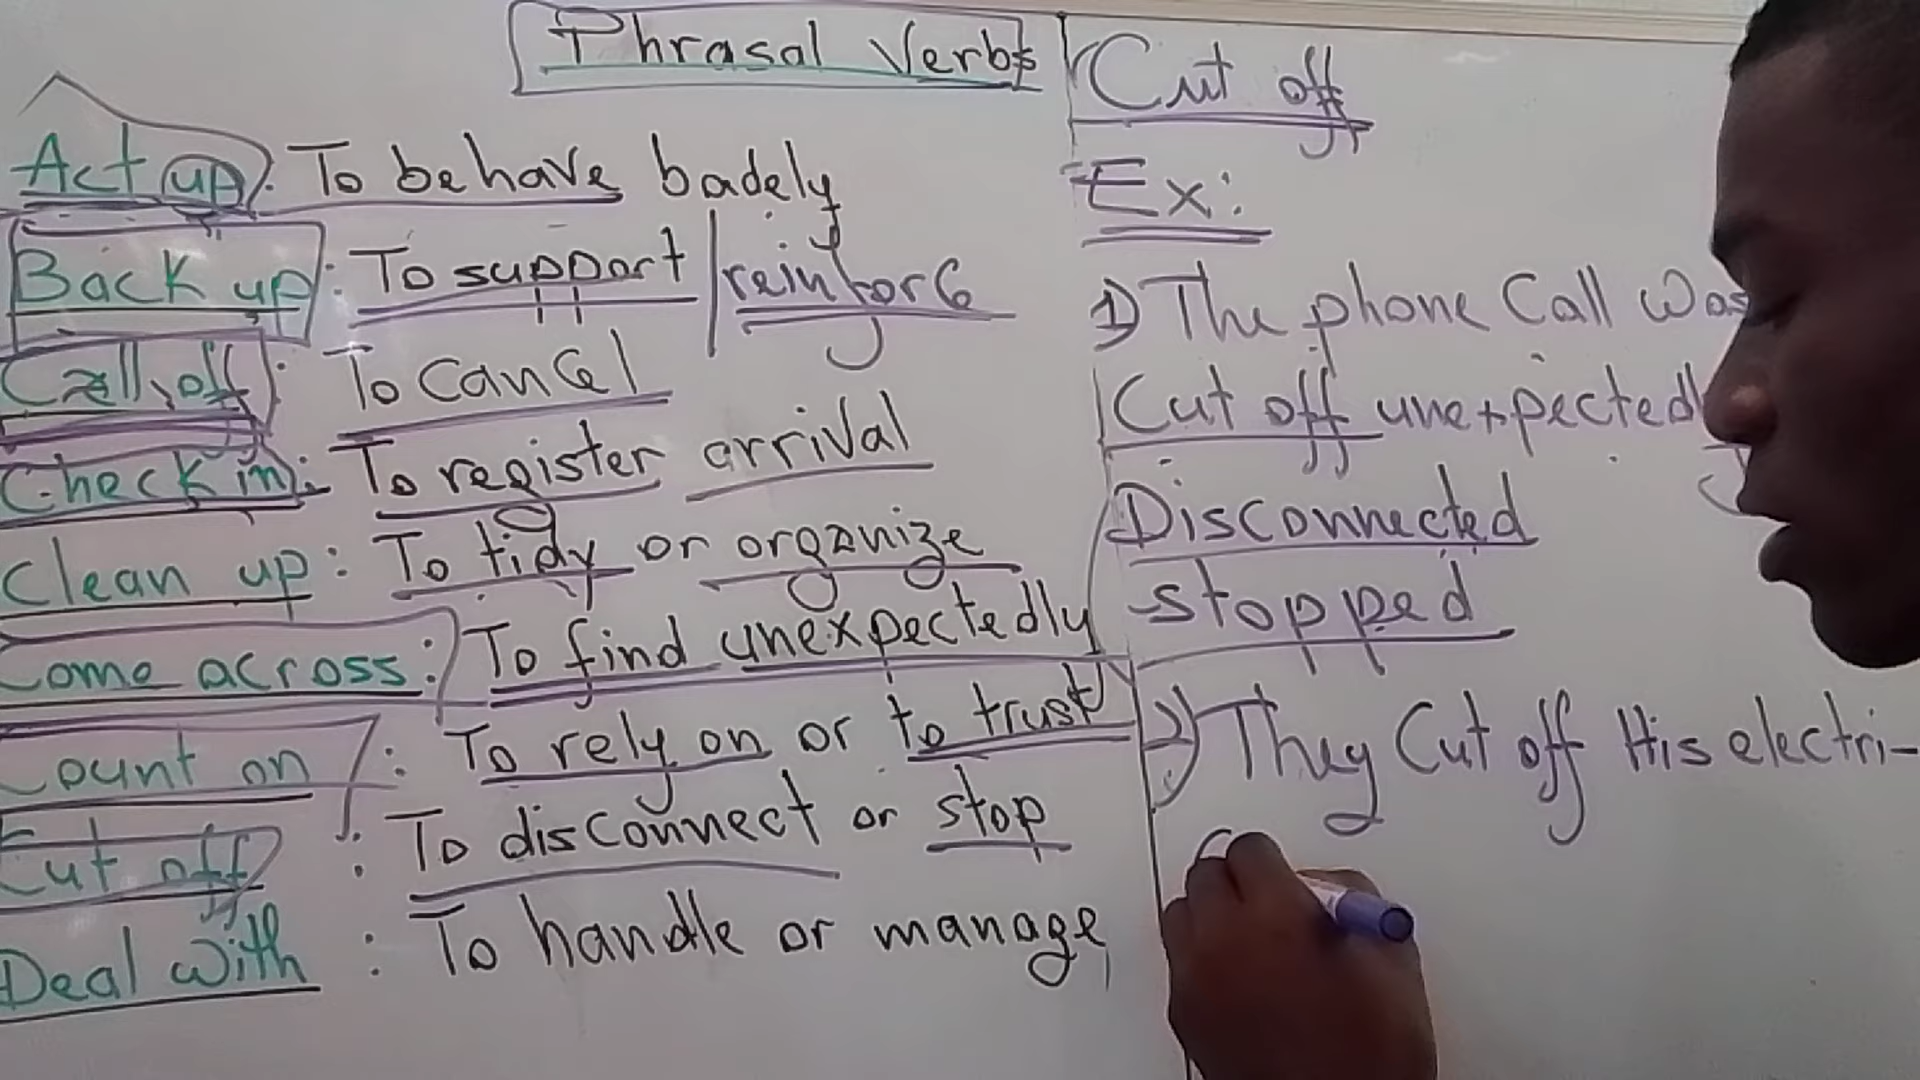 Phrasal Verbs
Act up: To behave badely
Back up: To support / reinforce
Call off: To cancel
Check in: To register arrival
Clean up: To tidy or organize
Come across: To find unexpectedly
Count on: To rely on or to trust
Cut off: To disconnect or stop
Deal with: To handle or manage
Cut off
Ex:
1) The phone Call was
Cut off unexpectedly
Disconnected
stopped
2) They Cut off His electri-